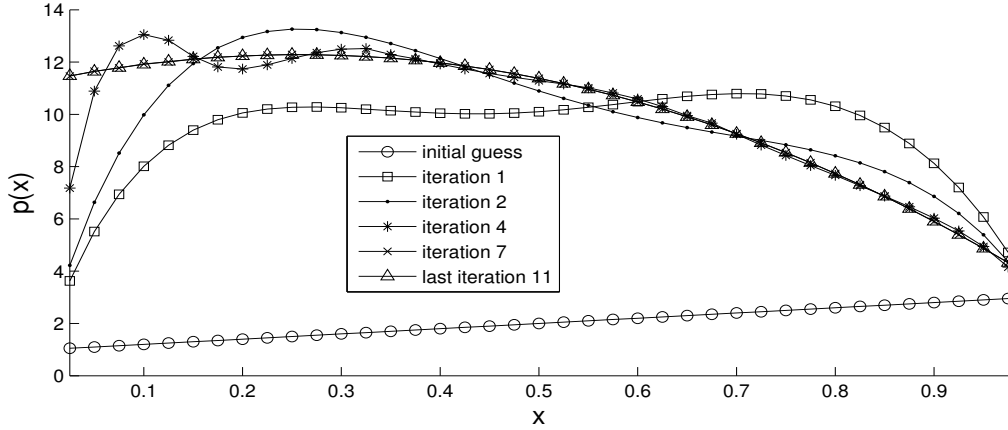 14
12
10
8
6
4
2
0
p(x)
initial guess
iteration 1
iteration 2
iteration 4
iteration 7
last iteration 11
0.1 0.2 0.3 0.4 0.5 0.6 0.7 0.8 0.9
x